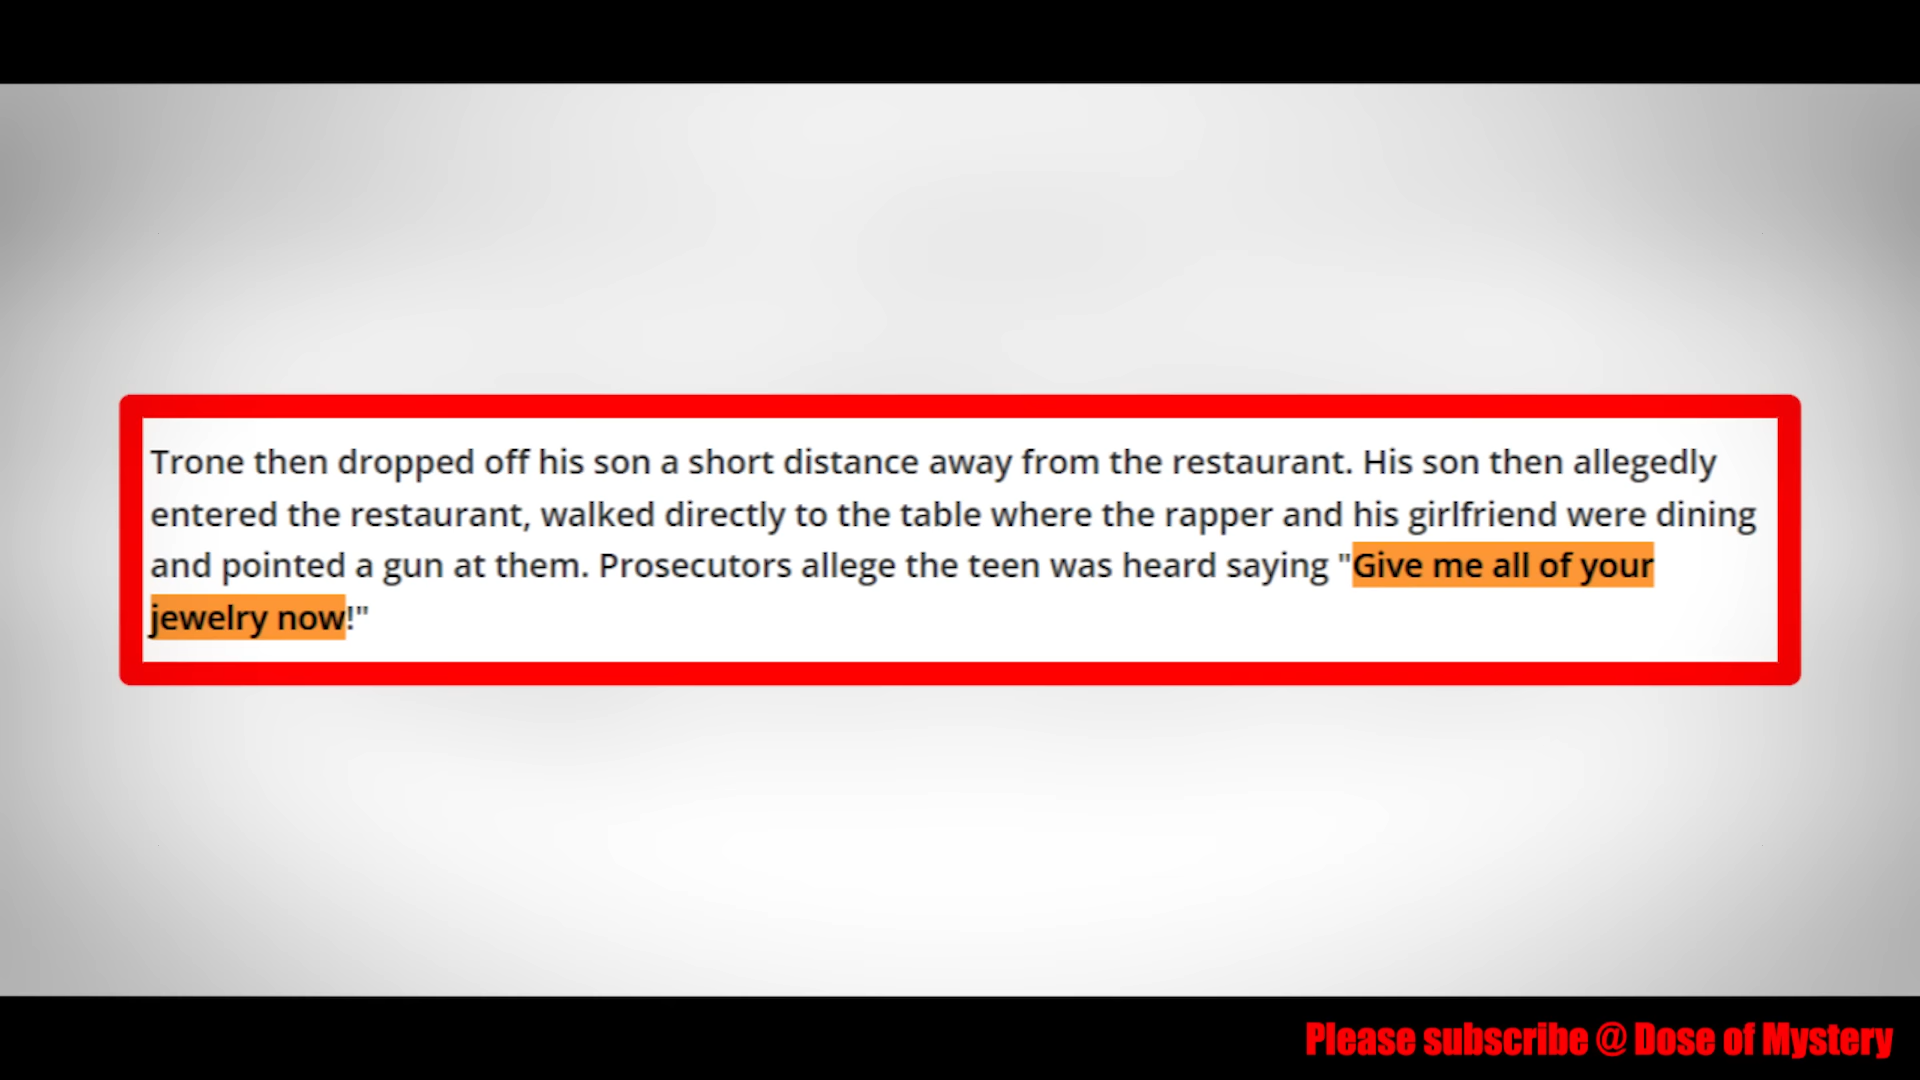 Trone then dropped off his son a short distance away from the restaurant. His son then allegedly
entered the restaurant, walked directly to the table where the rapper and his girlfriend were dining
and pointed a gun at them. Prosecutors allege the teen was heard saying "Give me all of your
jewelry now!"
Please subscribe @ Dose of Mystery